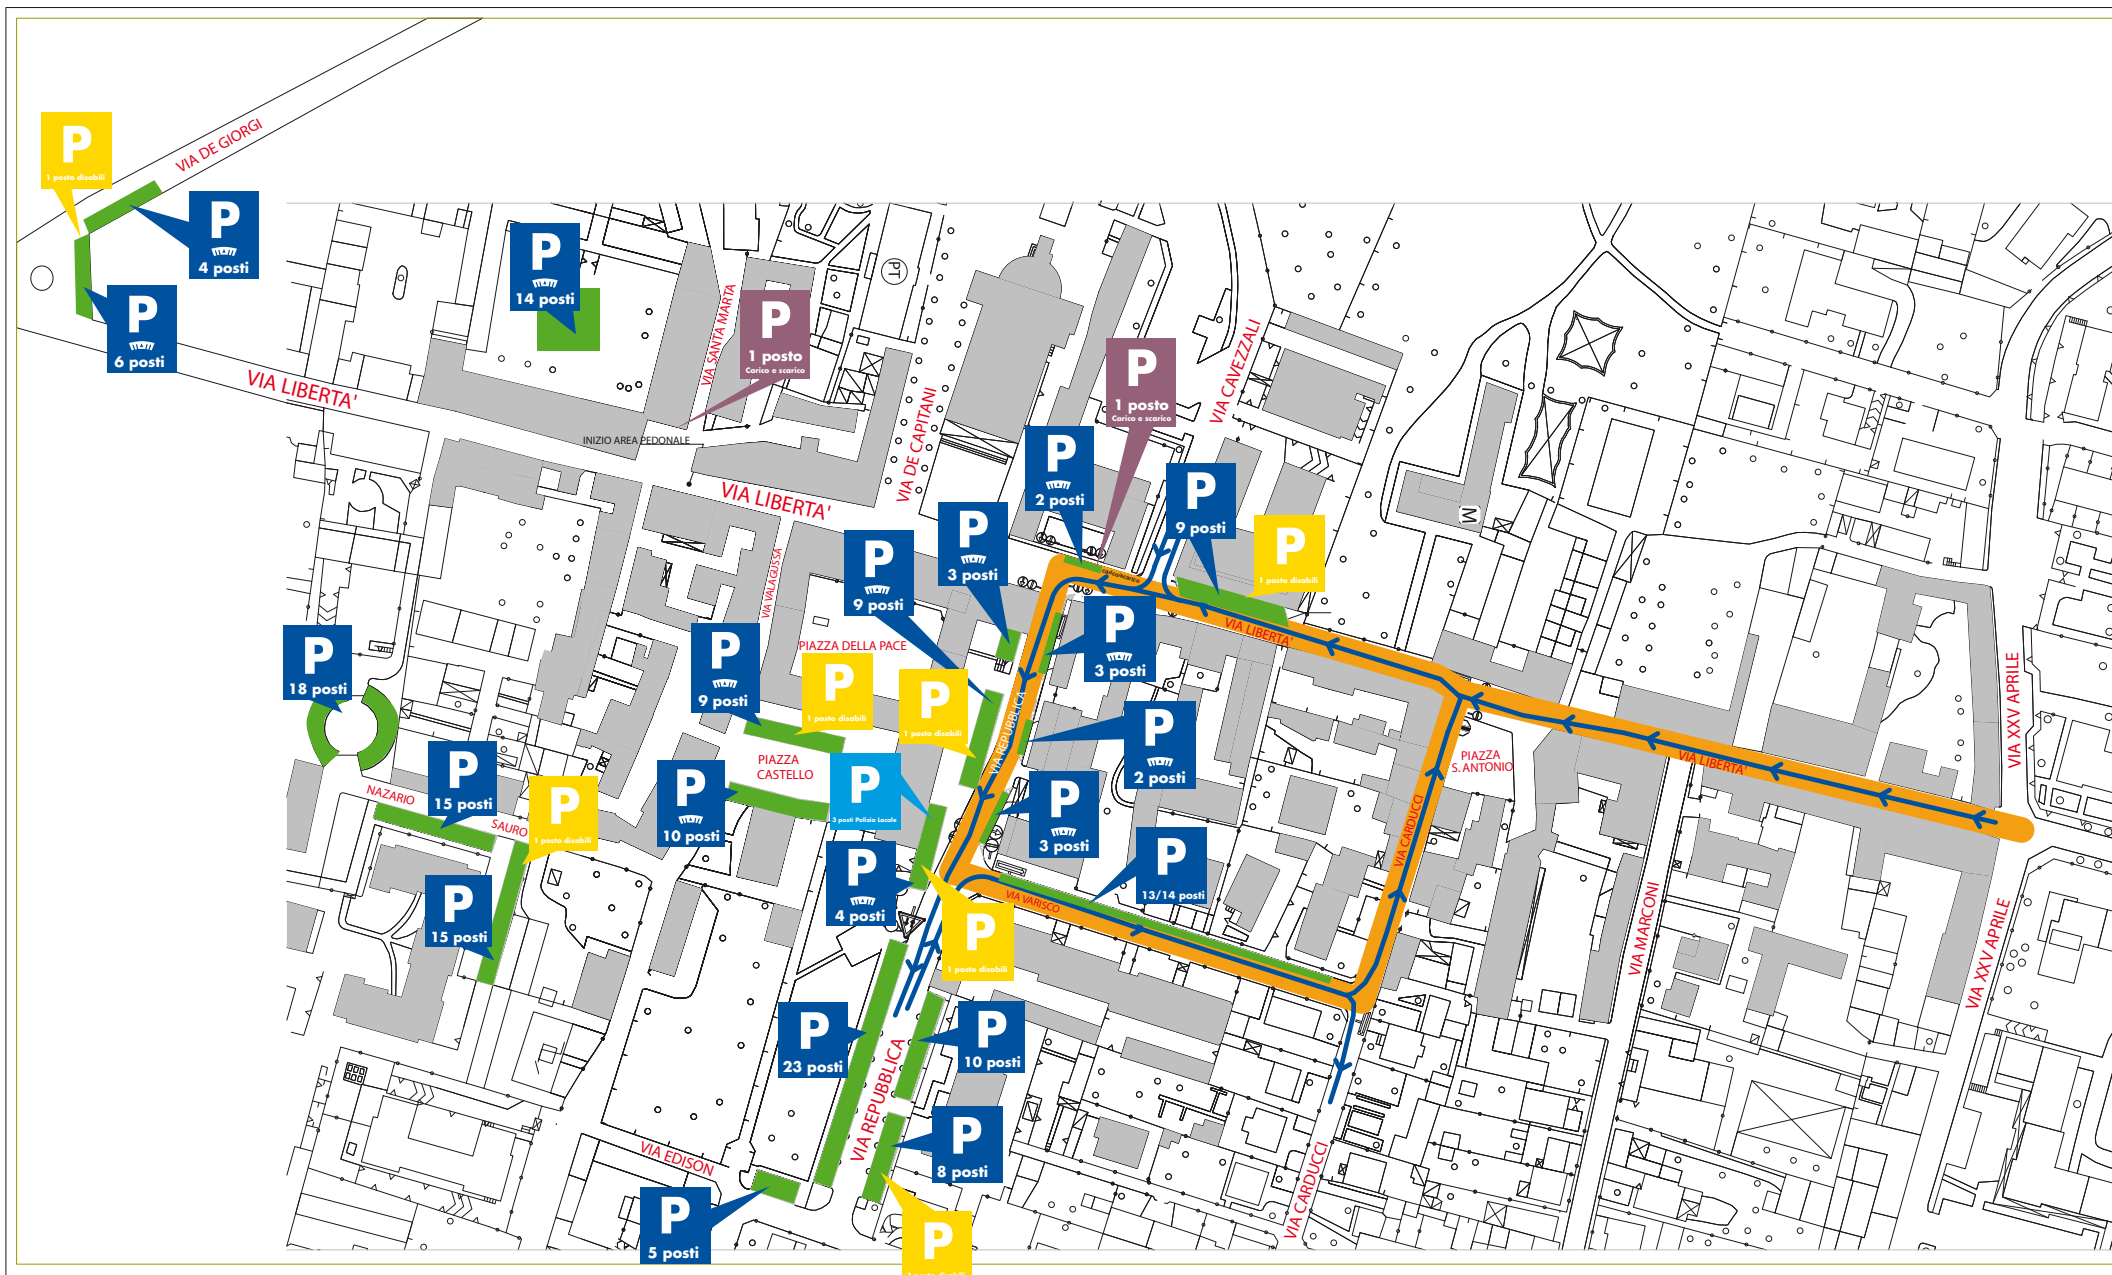 P
1 posto disabili
VIA DE GIORGI
P
4 posti
P
6 posti
P
14 posti
VIA LIBERTA'
VIA SANTA MARTA
P
1 posto
Carico e scarico
INIZIO AREA PEDONALE
PT
VIA DE CAPITANI
VIA LIBERTA'
VIA CAVEZZALI
P
1 posto
Carico e scarico
P
2 posti
P
9 posti
P
1 posto disabili
M
P
3 posti
P
9 posti
carico/scarico
VIA VALAGUSSA
PIAZZA DELLA PACE
P
3 posti
VIA LIBERTA'
P
18 posti
P
9 posti
P
1 posto disabili
P
1 posto disabili
VIA REPUBBLICA
P
2 posti
PIAZZA
S. ANTONIO
VIA LIBERTA'
VIA XXV APRILE
PIAZZA
CASTELLO
P
3 posti Polizia Locale
P
10 posti
P
15 posti
NAZARIO
SAURO
P
1 posto disabili
P
3 posti
P
13/14 posti
VIA CARDUCCI
P
4 posti
VIA VARISCO
P
15 posti
P
1 posto disabili
VIA MARCONI
VIA XXV APRILE
P
23 posti
P
10 posti
VIA REPUBBLICA
P
8 posti
VIA EDISON
P
5 posti
P
1 posto disabili
VIA CARDUCCI